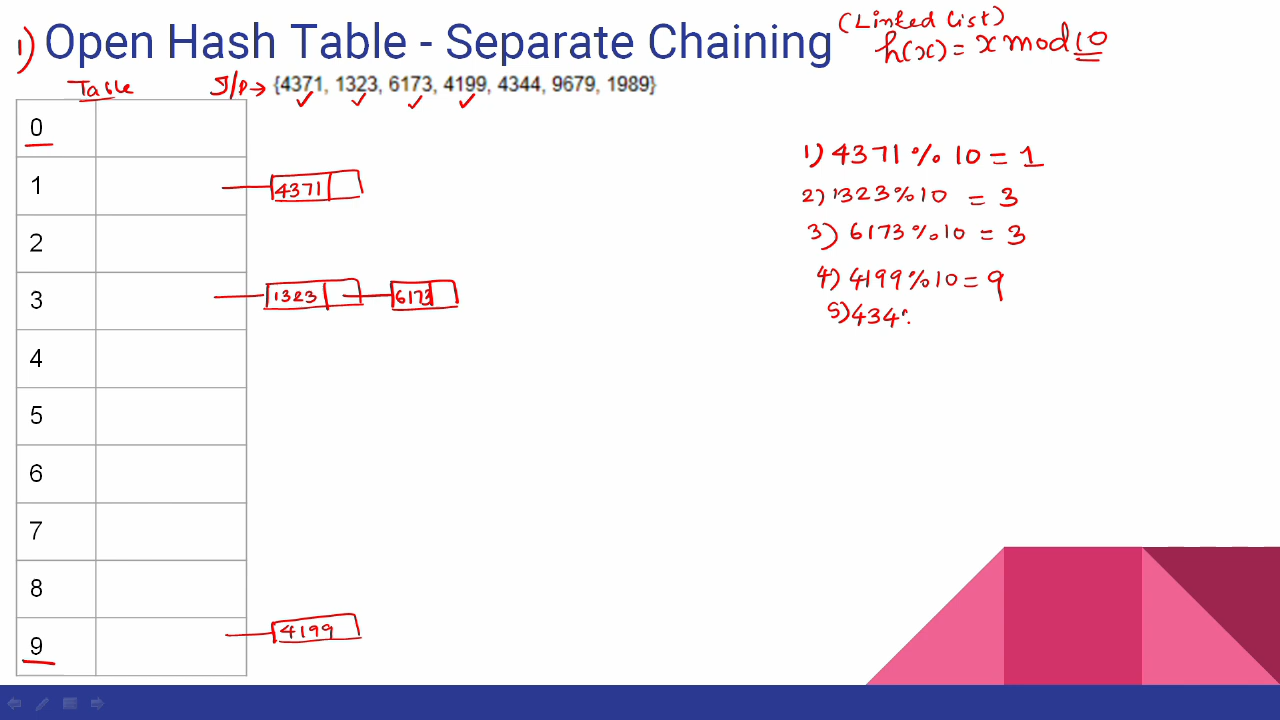 1) Open Hash Table - Separate Chaining
(Linked List)
h(x) = x mod 10
Table
I/P → {4371, 1323, 6173, 4199, 4344, 9679, 1989}
0
1
4371
2
3
1323
6173
4
5
6
7
8
9
4199
1) 4371 % 10 = 1
2) 1323 % 10 = 3
3) 6173 % 10 = 3
4) 4199 % 10 = 9
5) 434